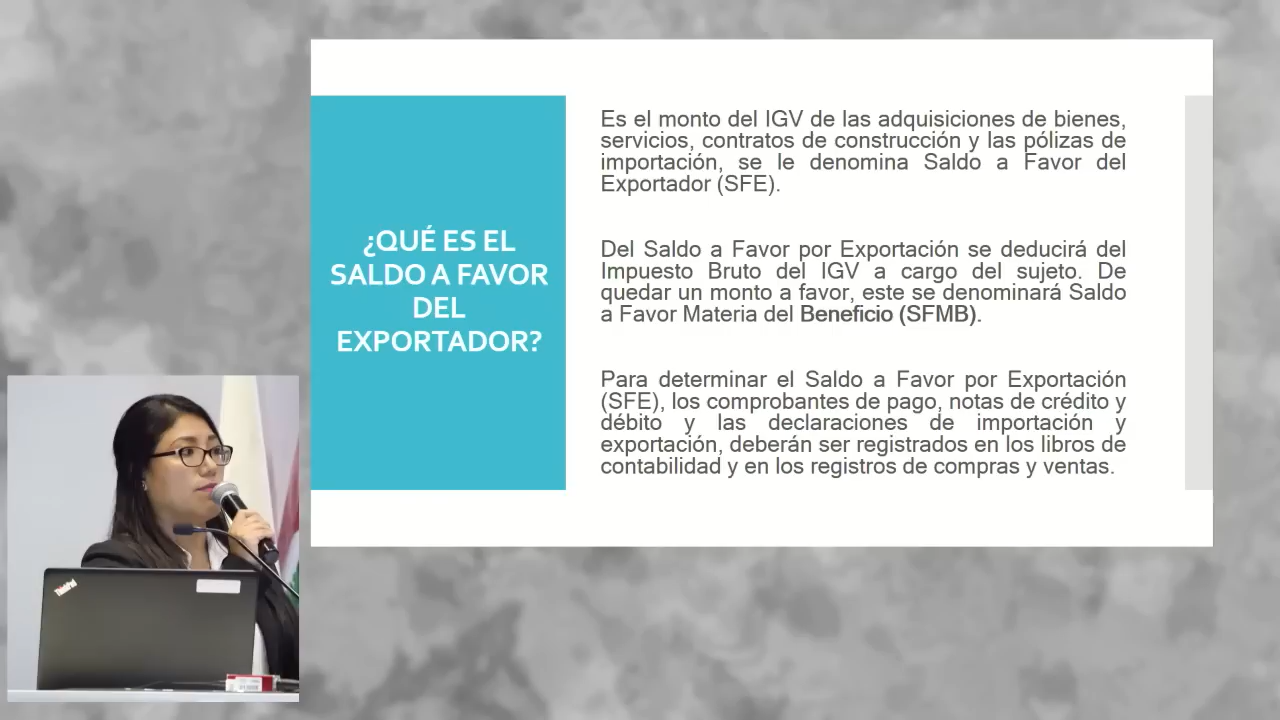 ¿QUÉ ES EL
SALDO A FAVOR
DEL
EXPORTADOR?
Es el monto del IGV de las adquisiciones de bienes,
servicios, contratos de construcción y las pólizas de
importación, se le denomina Saldo a Favor del
Exportador (SFE).
Del Saldo a Favor por Exportación se deducirá del
Impuesto Bruto del IGV a cargo del sujeto. De
quedar un monto a favor, este se denominará Saldo
a Favor Materia del Beneficio (SFMB).
Para determinar el Saldo a Favor por Exportación
(SFE), los comprobantes de pago, notas de crédito y
débito y las declaraciones de importación y
exportación, deberán ser registrados en los libros de
contabilidad y en los registros de compras y ventas.
ThinkPad